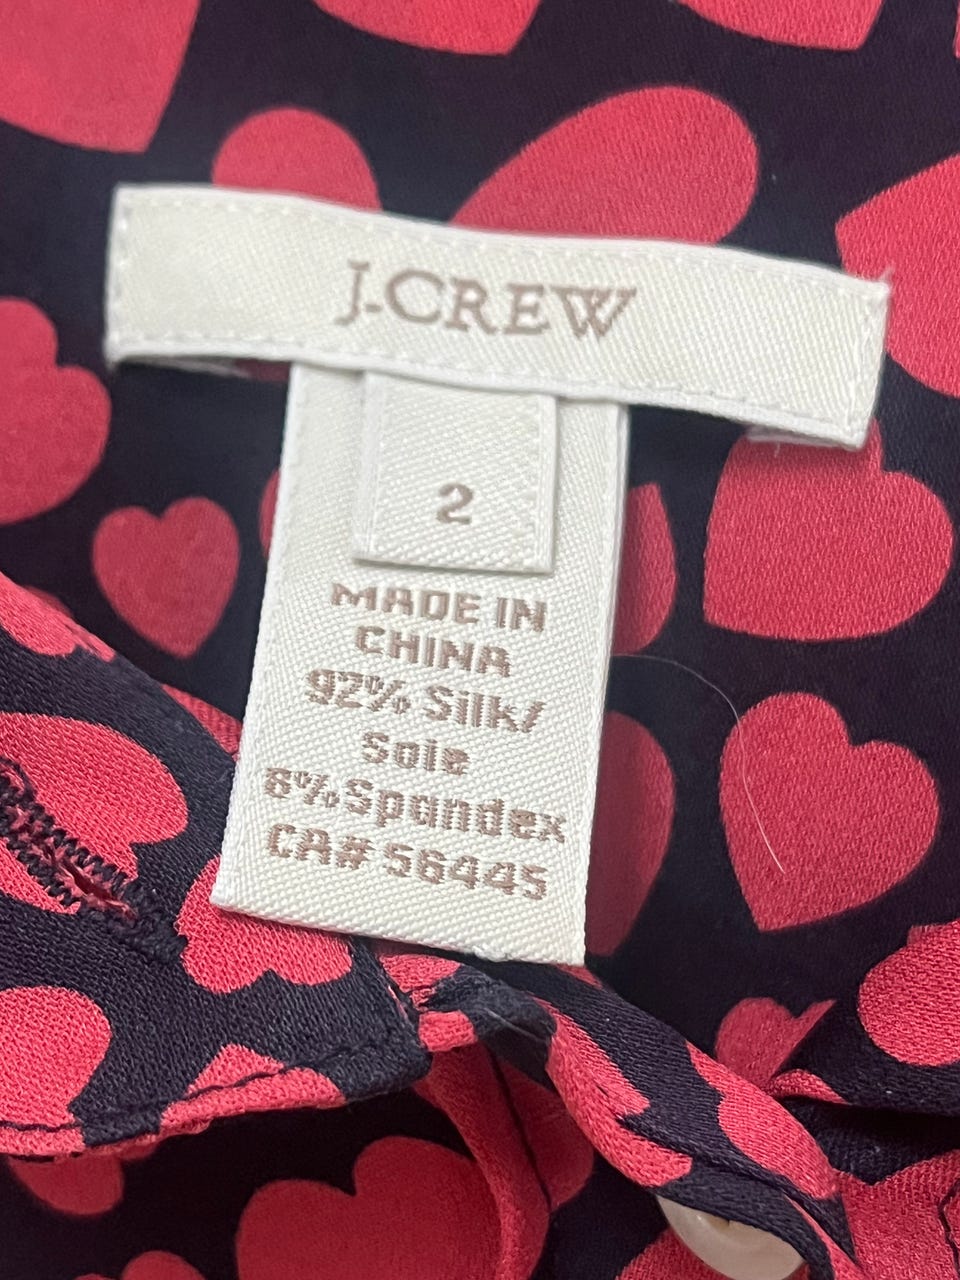 J.CREW
2
MADE IN
CHINA
92% Silk/
Soie
8% Spandex
CA# 56445